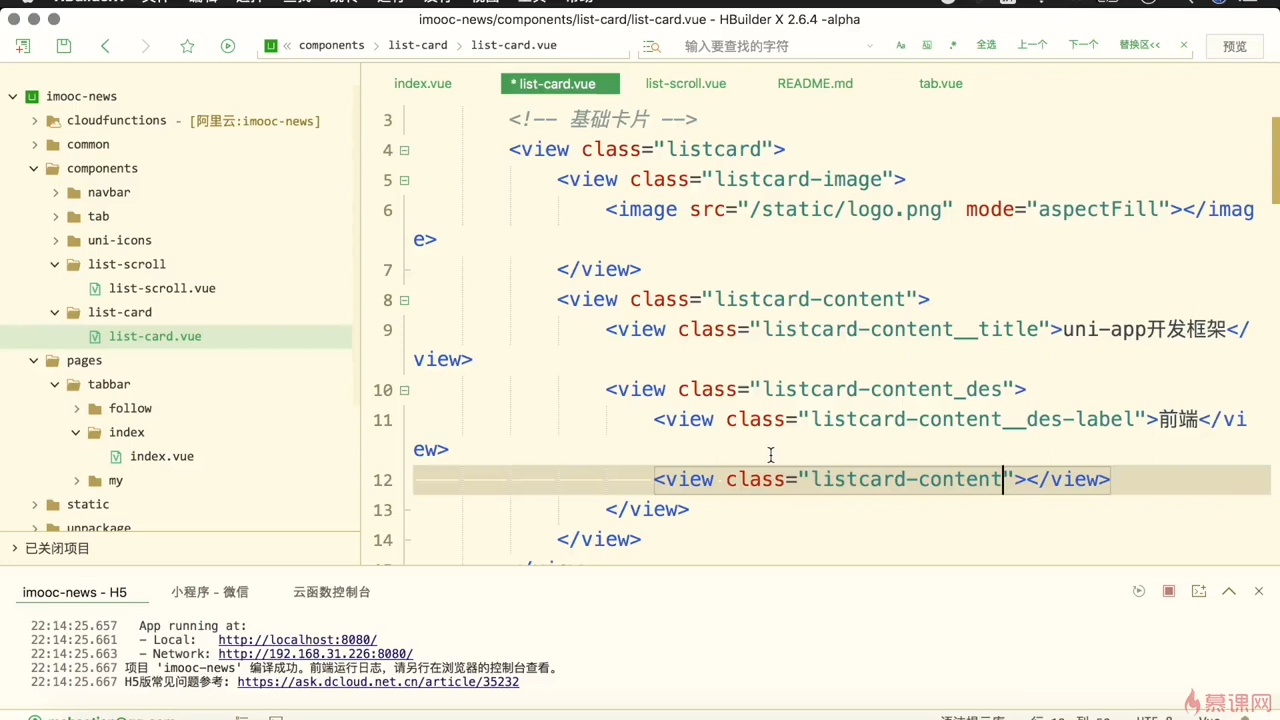 imooc-news/components/list-card/list-card.vue - HBuilder X 2.6.4 -alpha
« components > list-card > list-card.vue
输入要查找的字符
全选 上一个 下一个 替换区<<
预览
index.vue * list-card.vue list-scroll.vue README.md tab.vue
imooc-news
cloudfunctions - [阿里云:imooc-news]
common
components
navbar
tab
uni-icons
list-scroll
list-scroll.vue
list-card
list-card.vue
pages
tabbar
follow
index
index.vue
my
static
unpackage
已关闭项目
3 <!-- 基础卡片 -->
4 <view class="listcard">
5 <view class="listcard-image">
6 <image src="/static/logo.png" mode="aspectFill"></imag
e>
7 </view>
8 <view class="listcard-content">
9 <view class="listcard-content__title">uni-app开发框架</
view>
10 <view class="listcard-content_des">
11 <view class="listcard-content__des-label">前端</vi
ew>
12 <view class="listcard-content"></view>
13 </view>
14 </view>
imooc-news - H5 小程序 - 微信 云函数控制台
22:14:25.657 App running at:
22:14:25.661 - Local: http://localhost:8080/
22:14:25.663 - Network: http://192.168.31.226:8080/
22:14:25.667 项目 'imooc-news' 编译成功。前端运行日志，请另行在浏览器的控制台查看。
22:14:25.667 H5版常见问题参考: https://ask.dcloud.net.cn/article/35232
慕课网